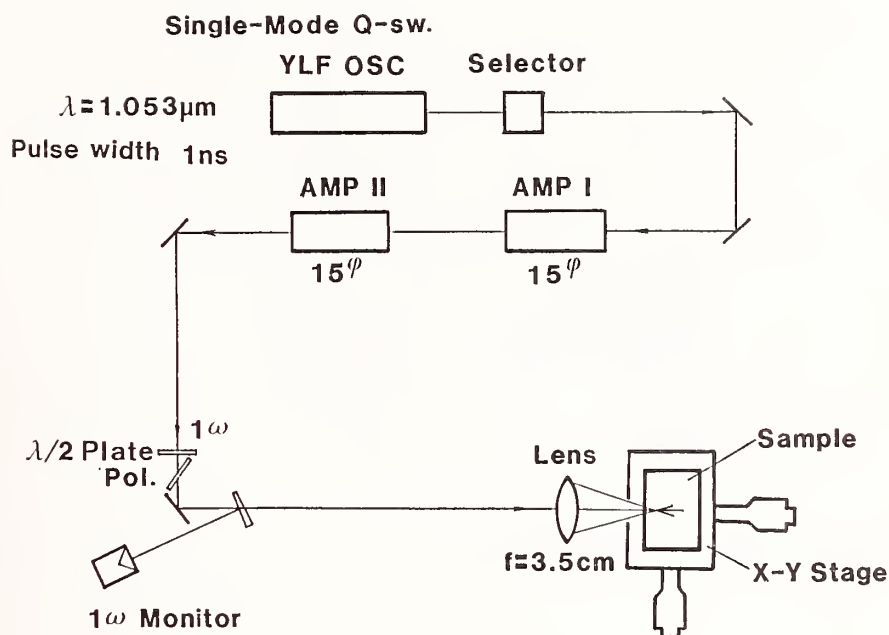 Single-Mode Q-sw.
YLF OSC
Selector
λ=1.053μm
Pulse width 1ns
AMP II
AMP I
15φ
15φ
1ω
λ/2 Plate
Pol.
Lens
Sample
f=3.5cm
X-Y Stage
1ω Monitor